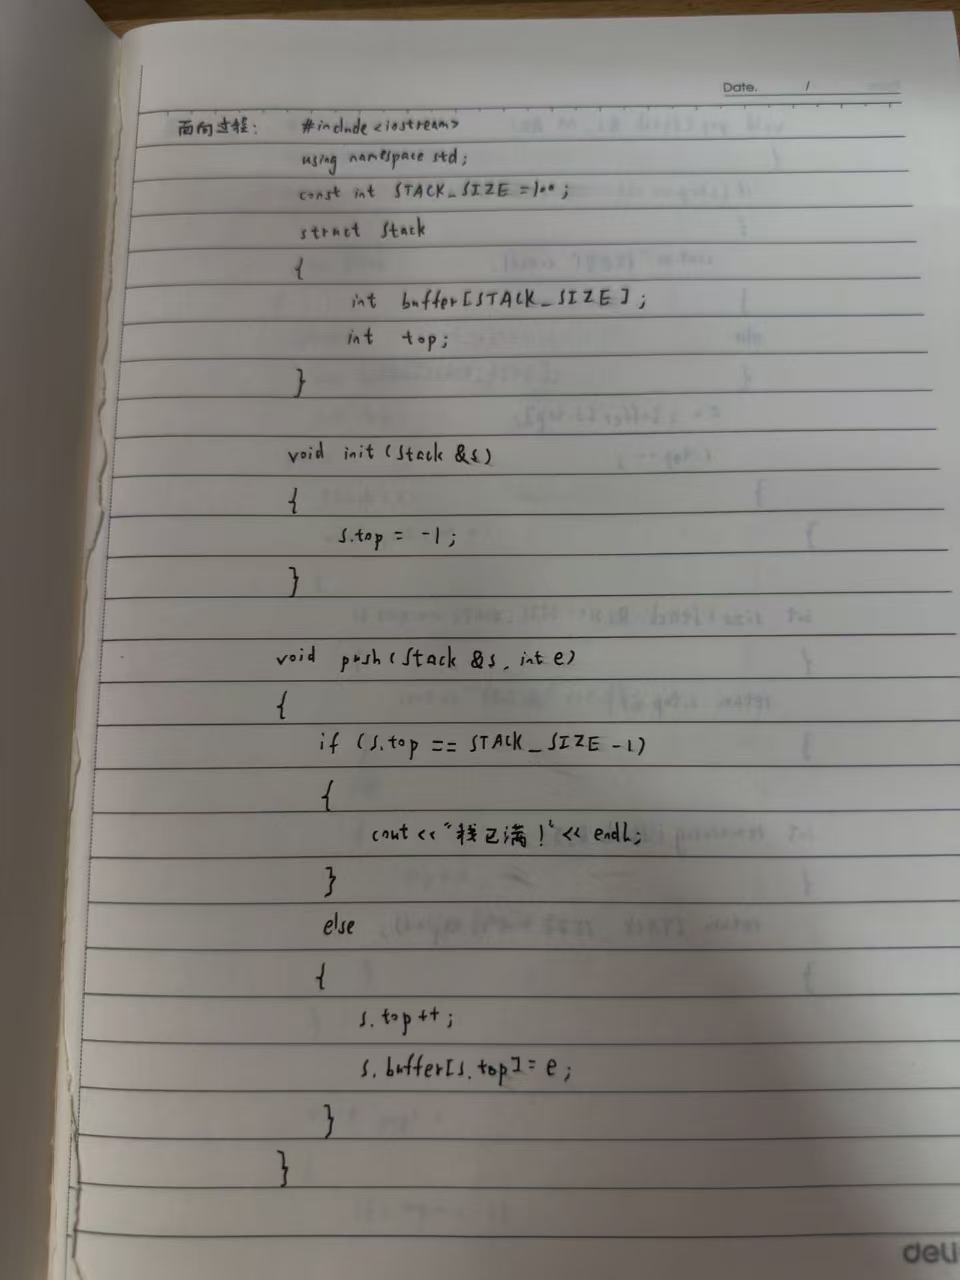 Date. /
面向过程: #include <iostream>
using namespace std;
const int STACK_SIZE = 100;
struct Stack
{
int buffer[STACK_SIZE];
int top;
}
void init (Stack &s)
{
s.top = -1;
}
void push (Stack &s, int e)
{
if (s.top == STACK_SIZE -1)
{
cout << "栈已满!" << endl;
}
else
{
s.top++;
s.buffer[s.top] = e;
}
}
deli